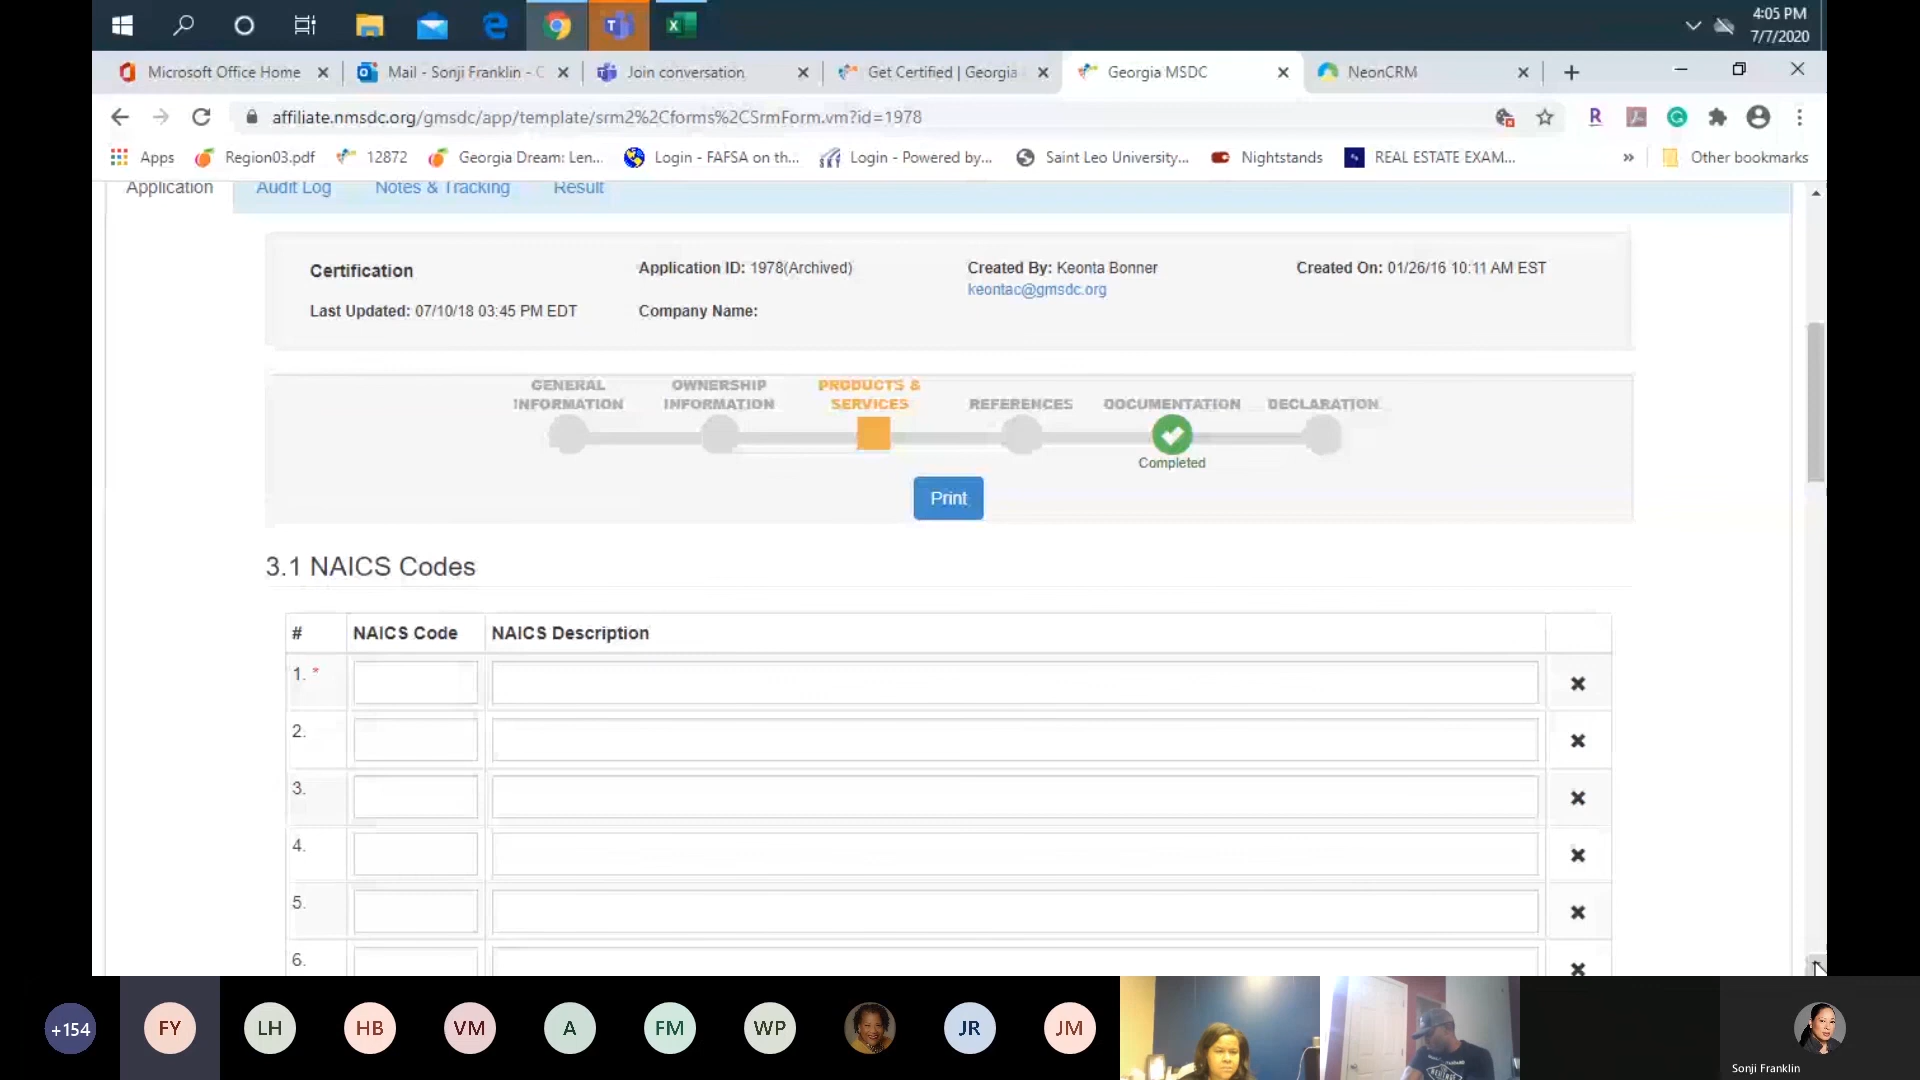 4:05 PM
7/7/2020
Microsoft Office Home
Mail - Sonji Franklin - C
Join conversation
Get Certified | Georgia
Georgia MSDC
NeonCRM
affiliate.nmsdc.org/gmsdc/app/template/srm2%2Cforms%2CSrmForm.vm?id=1978
Apps
Region03.pdf
12872
Georgia Dream: Len...
Login - FAFSA on th...
Login - Powered by...
Saint Leo University...
Nightstands
REAL ESTATE EXAM...
Other bookmarks
Application
Audit Log
Notes & Tracking
Result
Certification
Application ID: 1978(Archived)
Created By: Keonta Bonner
keontac@gmsdc.org
Created On: 01/26/16 10:11 AM EST
Last Updated: 07/10/18 03:45 PM EDT
Company Name:
GENERAL
INFORMATION
OWNERSHIP
INFORMATION
PRODUCTS &
SERVICES
REFERENCES
DOCUMENTATION
DECLARATION
Completed
Print
3.1 NAICS Codes
# NAICS Code NAICS Description
1. *
2.
3.
4.
5.
6.
+154
FY
LH
HB
VM
A
FM
WP
JR
JM
Sonji Franklin